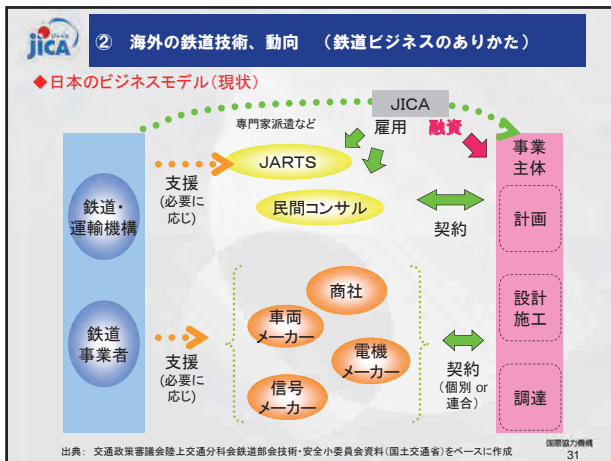 JICA
② 海外の鉄道技術、動向 （鉄道ビジネスのありかた）
◆日本のビジネスモデル（現状）
JICA
専門家派遣など
雇用
融資
JARTS
支援
(必要に
応じ)
鉄道・
運輸機構
民間コンサル
契約
事業
主体
計画
商社
車両
メーカー
電機
メーカー
信号
メーカー
鉄道
事業者
支援
(必要に
応じ)
契約
（個別 or
連合）
設計
施工
調達
出典： 交通政策審議会陸上交通分科会鉄道部会技術・安全小委員会資料(国土交通省)をベースに作成
国際協力機構
31